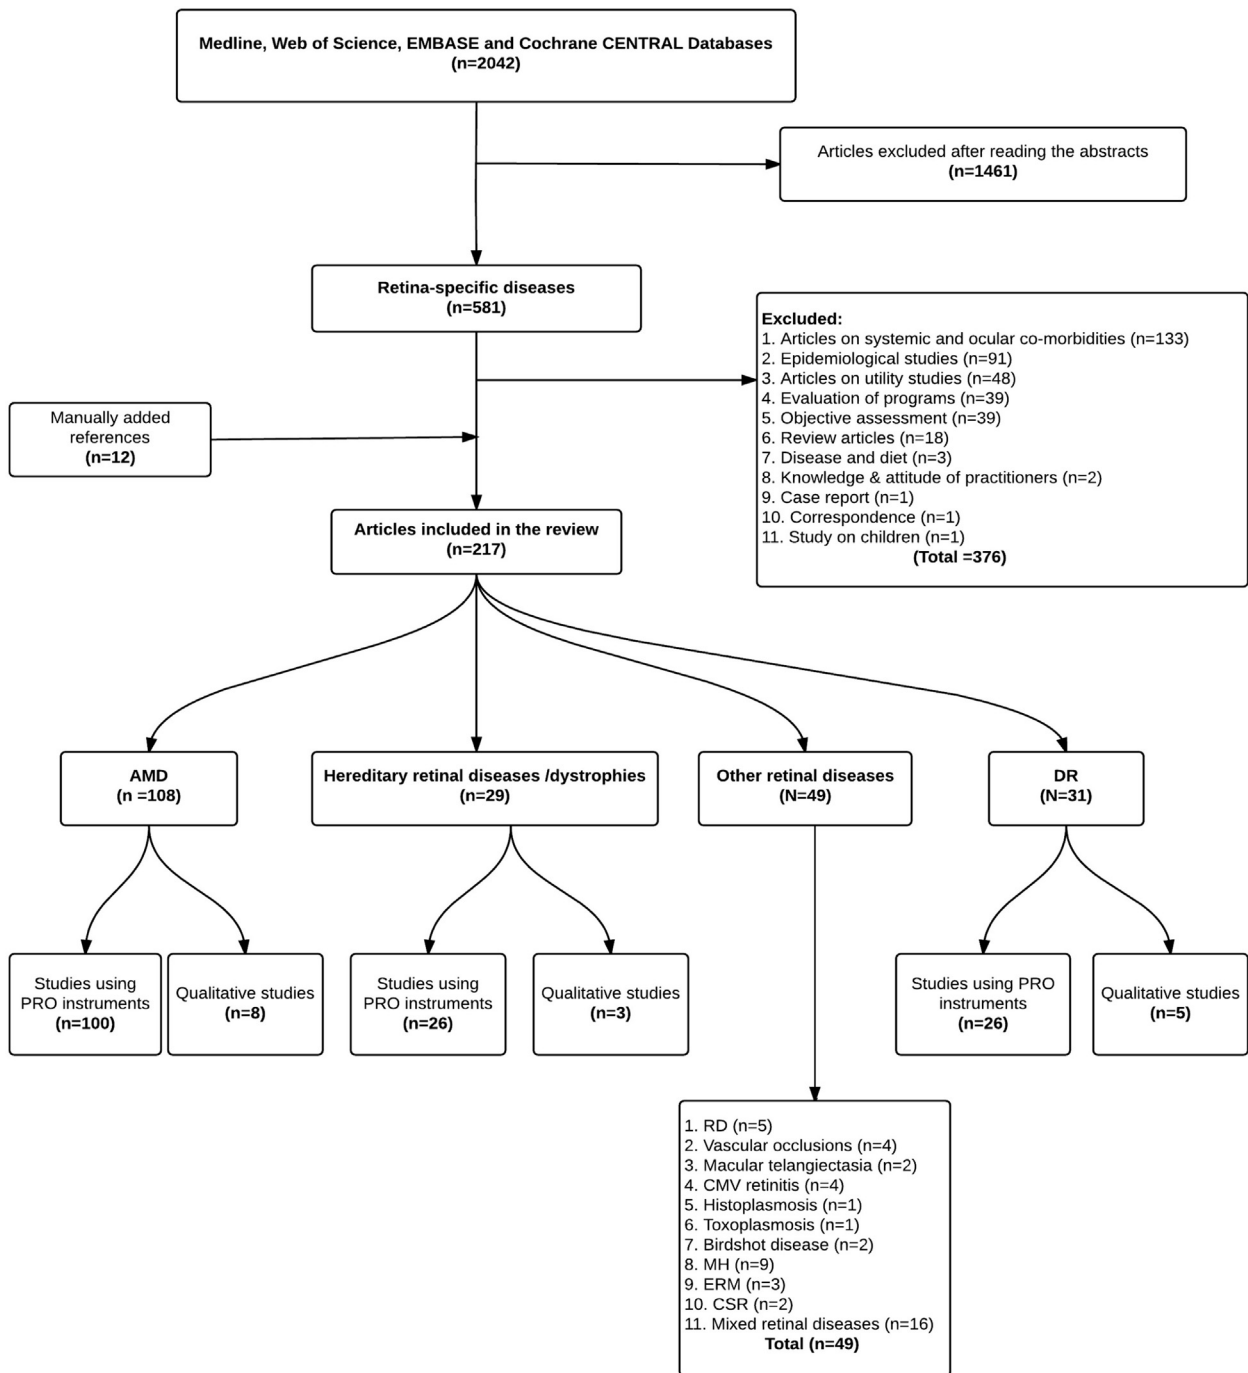 Medline, Web of Science, EMBASE and Cochrane CENTRAL Databases
(n=2042)
Articles excluded after reading the abstracts
(n=1461)
Retina-specific diseases
(n=581)
Excluded:
1. Articles on systemic and ocular co-morbidities (n=133)
2. Epidemiological studies (n=91)
3. Articles on utility studies (n=48)
4. Evaluation of programs (n=39)
5. Objective assessment (n=39)
6. Review articles (n=18)
7. Disease and diet (n=3)
8. Knowledge & attitude of practitioners (n=2)
9. Case report (n=1)
10. Correspondence (n=1)
11. Study on children (n=1)
(Total =376)
Manually added
references
(n=12)
Articles included in the review
(n=217)
AMD
(n =108)
Hereditary retinal diseases /dystrophies
(n=29)
Other retinal diseases
(N=49)
DR
(N=31)
Studies using
PRO instruments
(n=100)
Qualitative studies
(n=8)
Studies using
PRO instruments
(n=26)
Qualitative studies
(n=3)
Studies using PRO
instruments
(n=26)
Qualitative studies
(n=5)
1. RD (n=5)
2. Vascular occlusions (n=4)
3. Macular telangiectasia (n=2)
4. CMV retinitis (n=4)
5. Histoplasmosis (n=1)
6. Toxoplasmosis (n=1)
7. Birdshot disease (n=2)
8. MH (n=9)
9. ERM (n=3)
10. CSR (n=2)
11. Mixed retinal diseases (n=16)
Total (n=49)